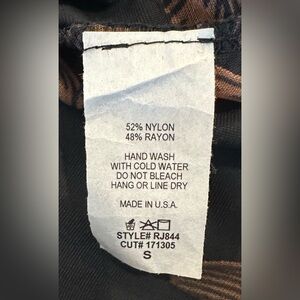 52% NYLON
48% RAYON
HAND WASH
WITH COLD WATER
DO NOT BLEACH
HANG OR LINE DRY
MADE IN U.S.A.
STYLE# RJ844
CUT# 171305
S